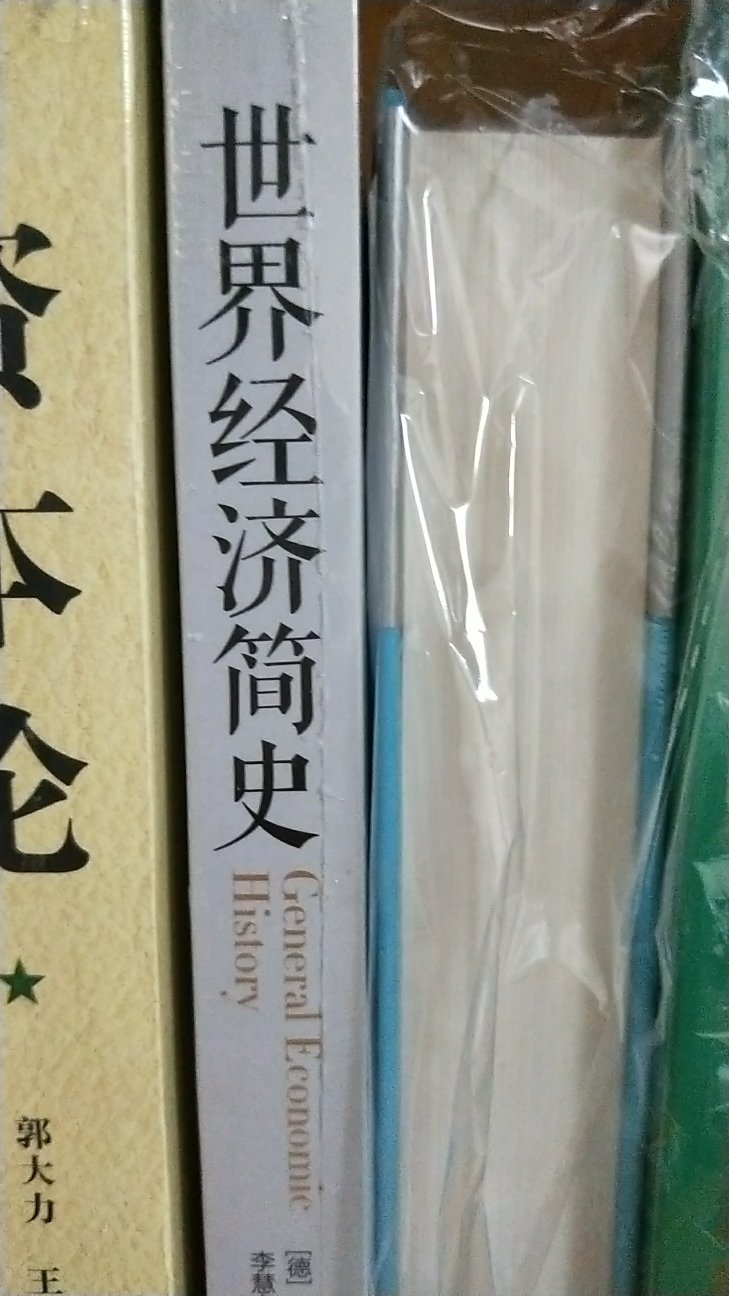 资本论
郭大力 王
世界经济简史
General Economic
History
[德]
李慧